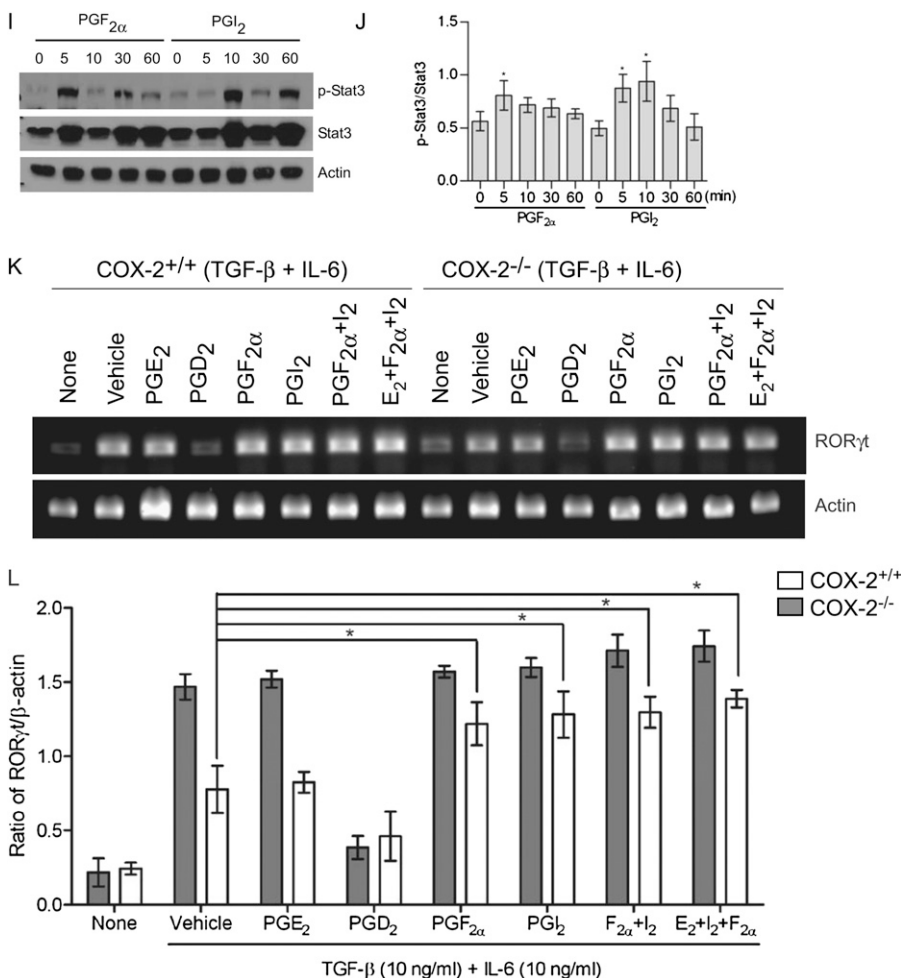 I
PGF2α PGI2
0 5 10 30 60 0 5 10 30 60
p-Stat3
Stat3
Actin
J
p-Stat3/Stat3
1.5
1.0
0.5
0.0
* * *
0 5 10 30 60 0 5 10 30 60 (min)
PGF2α PGI2
K
COX-2+/+ (TGF-β + IL-6) COX-2-/- (TGF-β + IL-6)
None Vehicle PGE2 PGD2 PGF2α PGI2 PGF2α+I2 E2+F2α+I2 None Vehicle PGE2 PGD2 PGF2α PGI2 PGF2α+I2 E2+F2α+I2
RORγt
Actin
L
COX-2+/+
COX-2-/-
Ratio of RORγt/β-actin
2.0
1.5
1.0
0.5
0.0
* * * *
None Vehicle PGE2 PGD2 PGF2α PGI2 F2α+I2 E2+I2+F2α
TGF-β (10 ng/ml) + IL-6 (10 ng/ml)